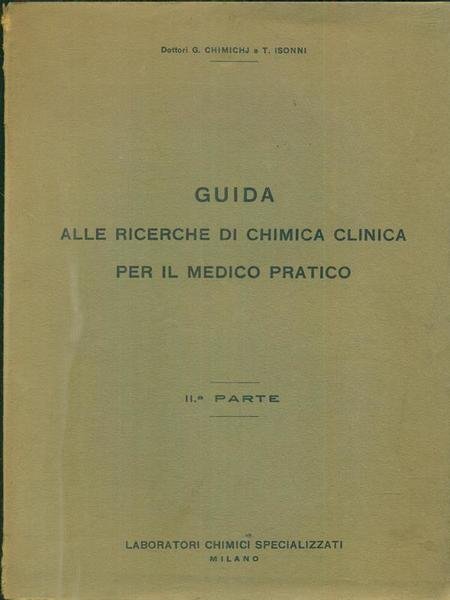 Dottori G. CHIMICHJ e T. ISONNI
GUIDA
ALLE RICERCHE DI CHIMICA CLINICA
PER IL MEDICO PRATICO
II.ª PARTE
LABORATORI CHIMICI SPECIALIZZATI
MILANO